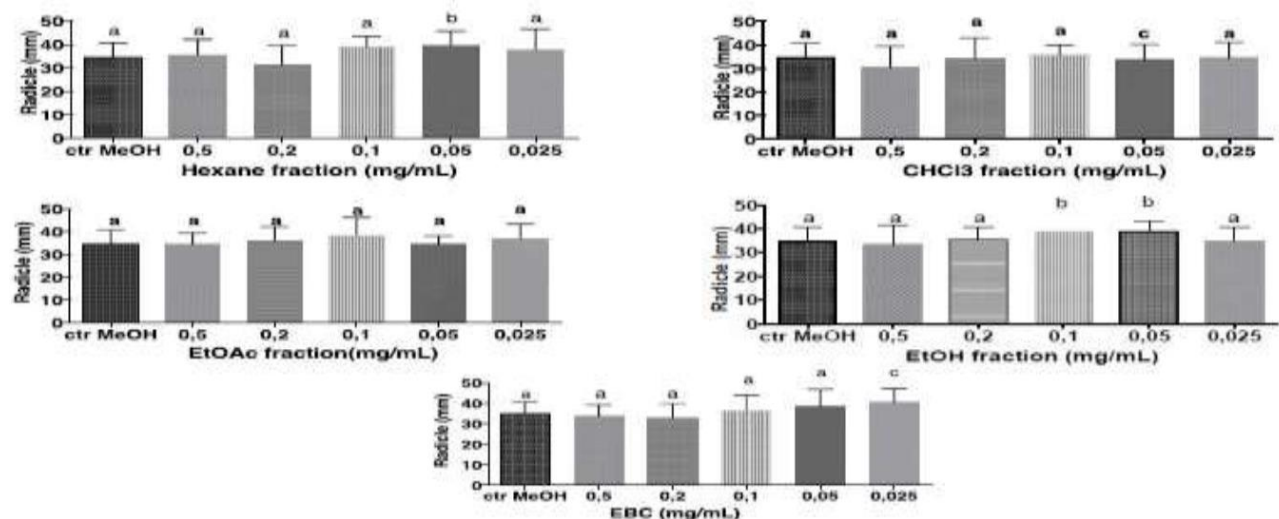 a a a a b a
Radicle (mm)
50
40
30
20
10
0
ctr MeOH 0,5 0,2 0,1 0,05 0,025
Hexane fraction (mg/mL)
a a a a c a
Radicle (mm)
50
40
30
20
10
0
ctr MeOH 0,5 0,2 0,1 0,05 0,025
CHCl3 fraction (mg/mL)
a a a a a a
Radicle (mm)
50
40
30
20
10
0
ctr MeOH 0,5 0,2 0,1 0,05 0,025
EtOAc fraction(mg/mL)
a a a b b a
Radicle (mm)
50
40
30
20
10
0
ctr MeOH 0,5 0,2 0,1 0,05 0,025
EtOH fraction (mg/mL)
a a a a a c
Radicle (mm)
50
40
30
20
10
0
ctr MeOH 0,5 0,2 0,1 0,05 0,025
EBC (mg/mL)